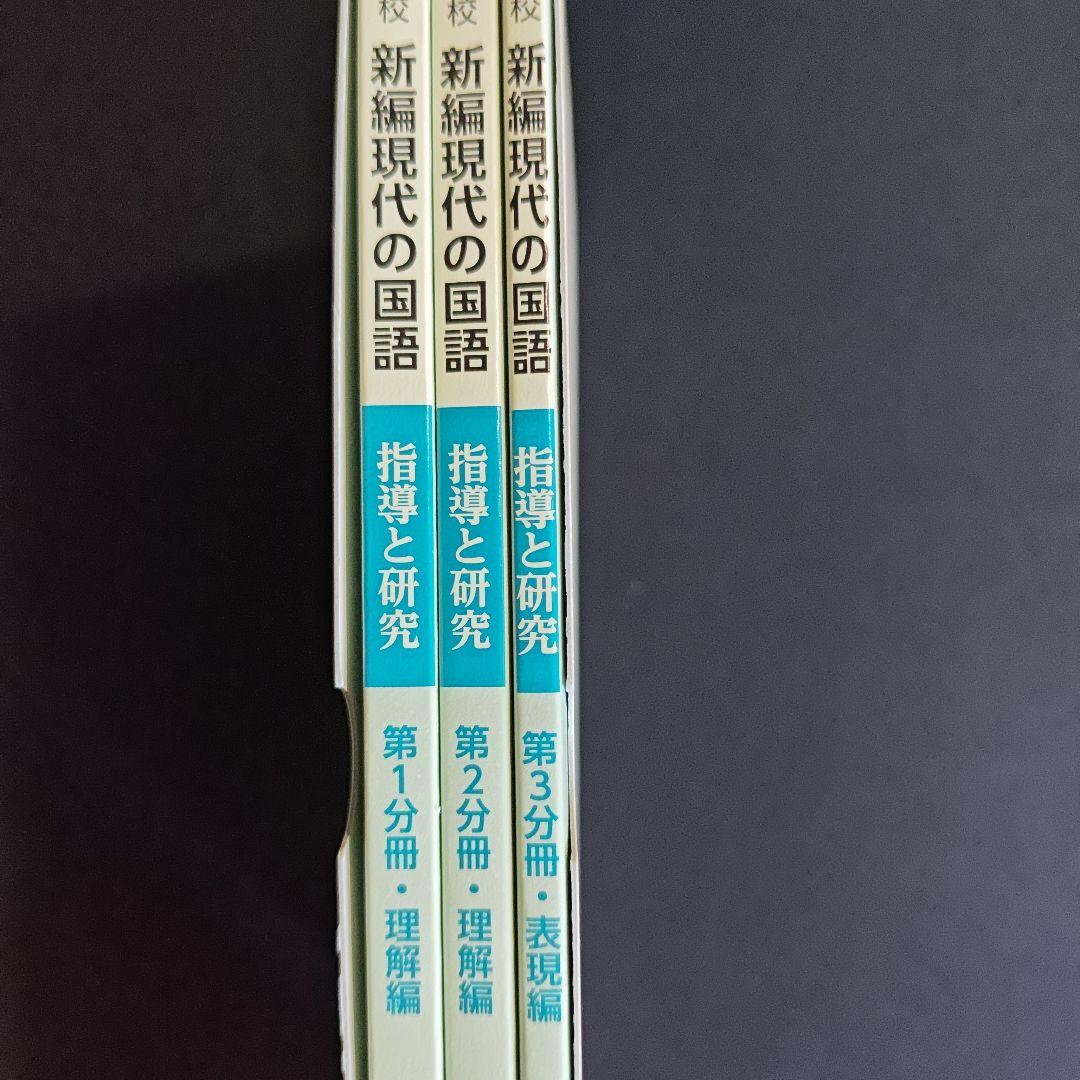 校 新編現代の国語 指導と研究 第1分冊・理解編
校 新編現代の国語 指導と研究 第2分冊・理解編
校 新編現代の国語 指導と研究 第3分冊・表現編